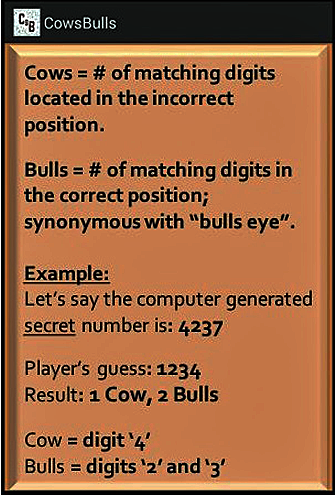 CsB CowsBulls
Cows = # of matching digits
located in the incorrect
position.
Bulls = # of matching digits in
the correct position;
synonymous with “bulls eye”.
Example:
Let’s say the computer generated
secret number is: 4237
Player’s guess: 1234
Result: 1 Cow, 2 Bulls
Cow = digit ‘4’
Bulls = digits ‘2’ and ‘3’